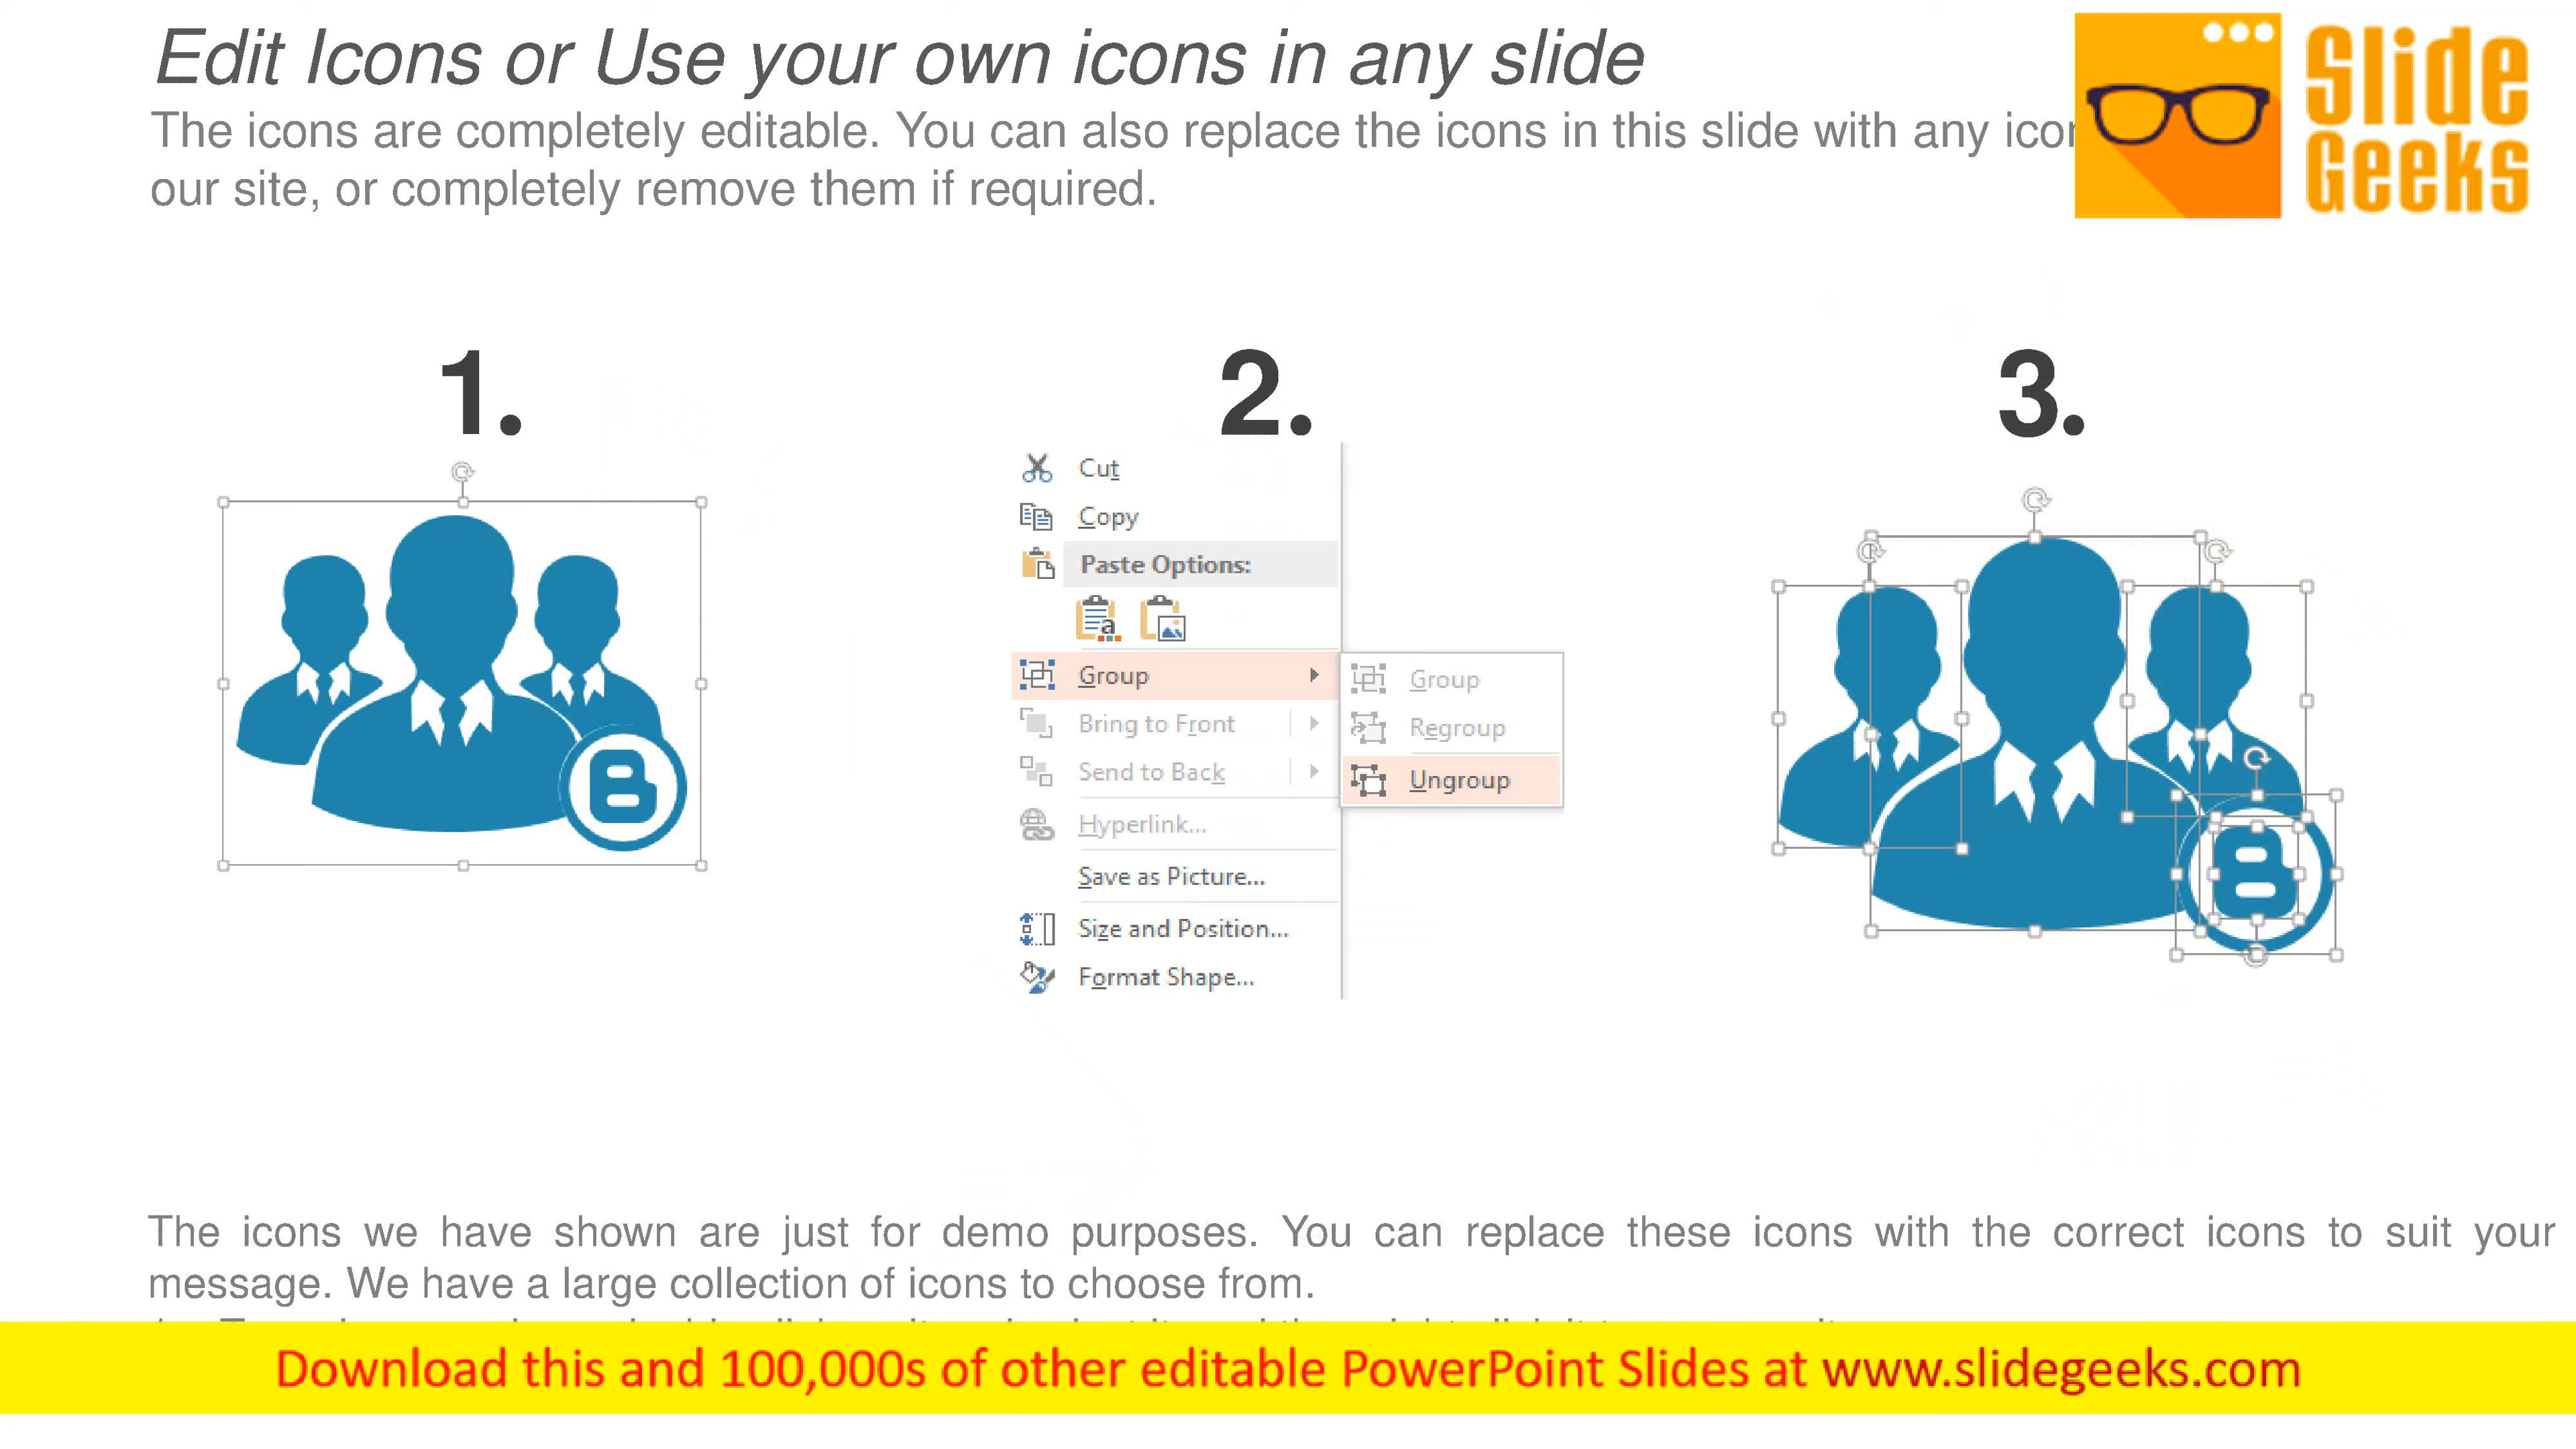 Edit Icons or Use your own icons in any slide
The icons are completely editable. You can also replace the icons in this slide with any
our site, or completely remove them if required.
Slide
Geeks
1.
2.
3.
Cut
Copy
Paste Options:
Group
Bring to Front
Send to Back
Hyperlink...
Save as Picture...
Size and Position...
Format Shape...
Group
Regroup
Ungroup
B
B
The icons we have shown are just for demo purposes. You can replace these icons with the correct icons to suit your
message. We have a large collection of icons to choose from.
Download this and 100,000s of other editable PowerPoint Slides at www.slidegeeks.com